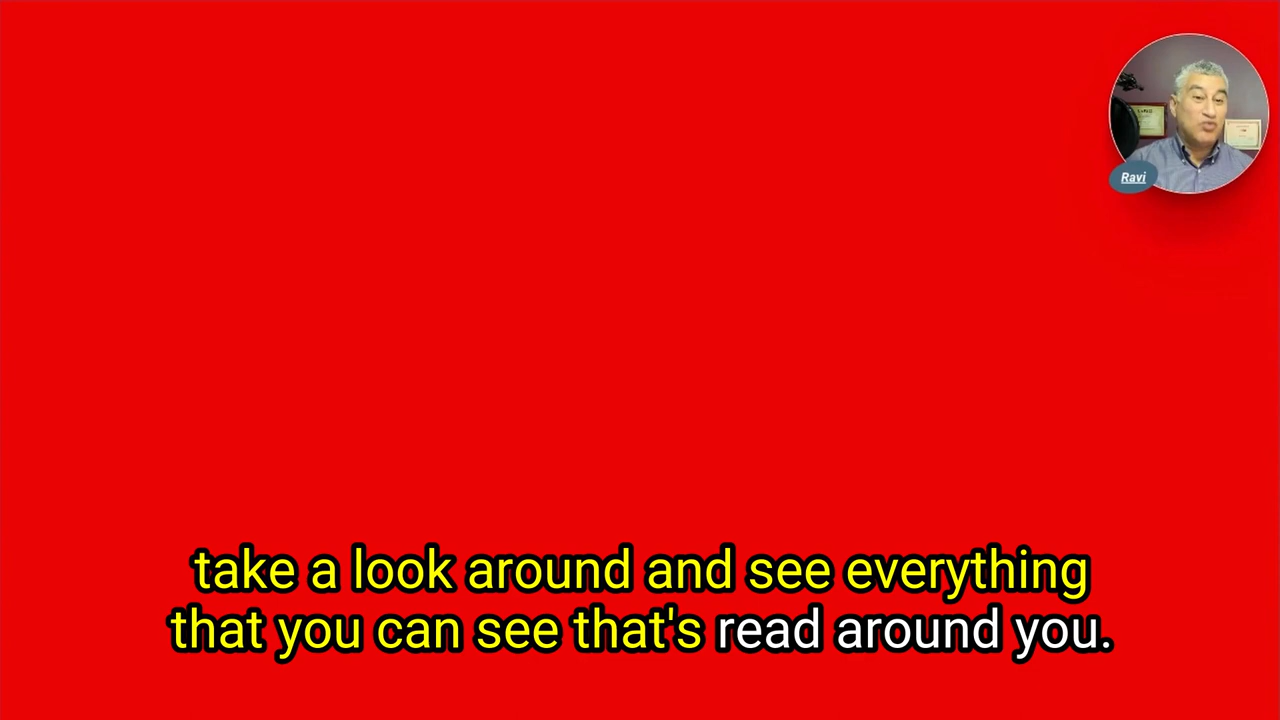 Ravi
take a look around and see everything
that you can see that's read around you.